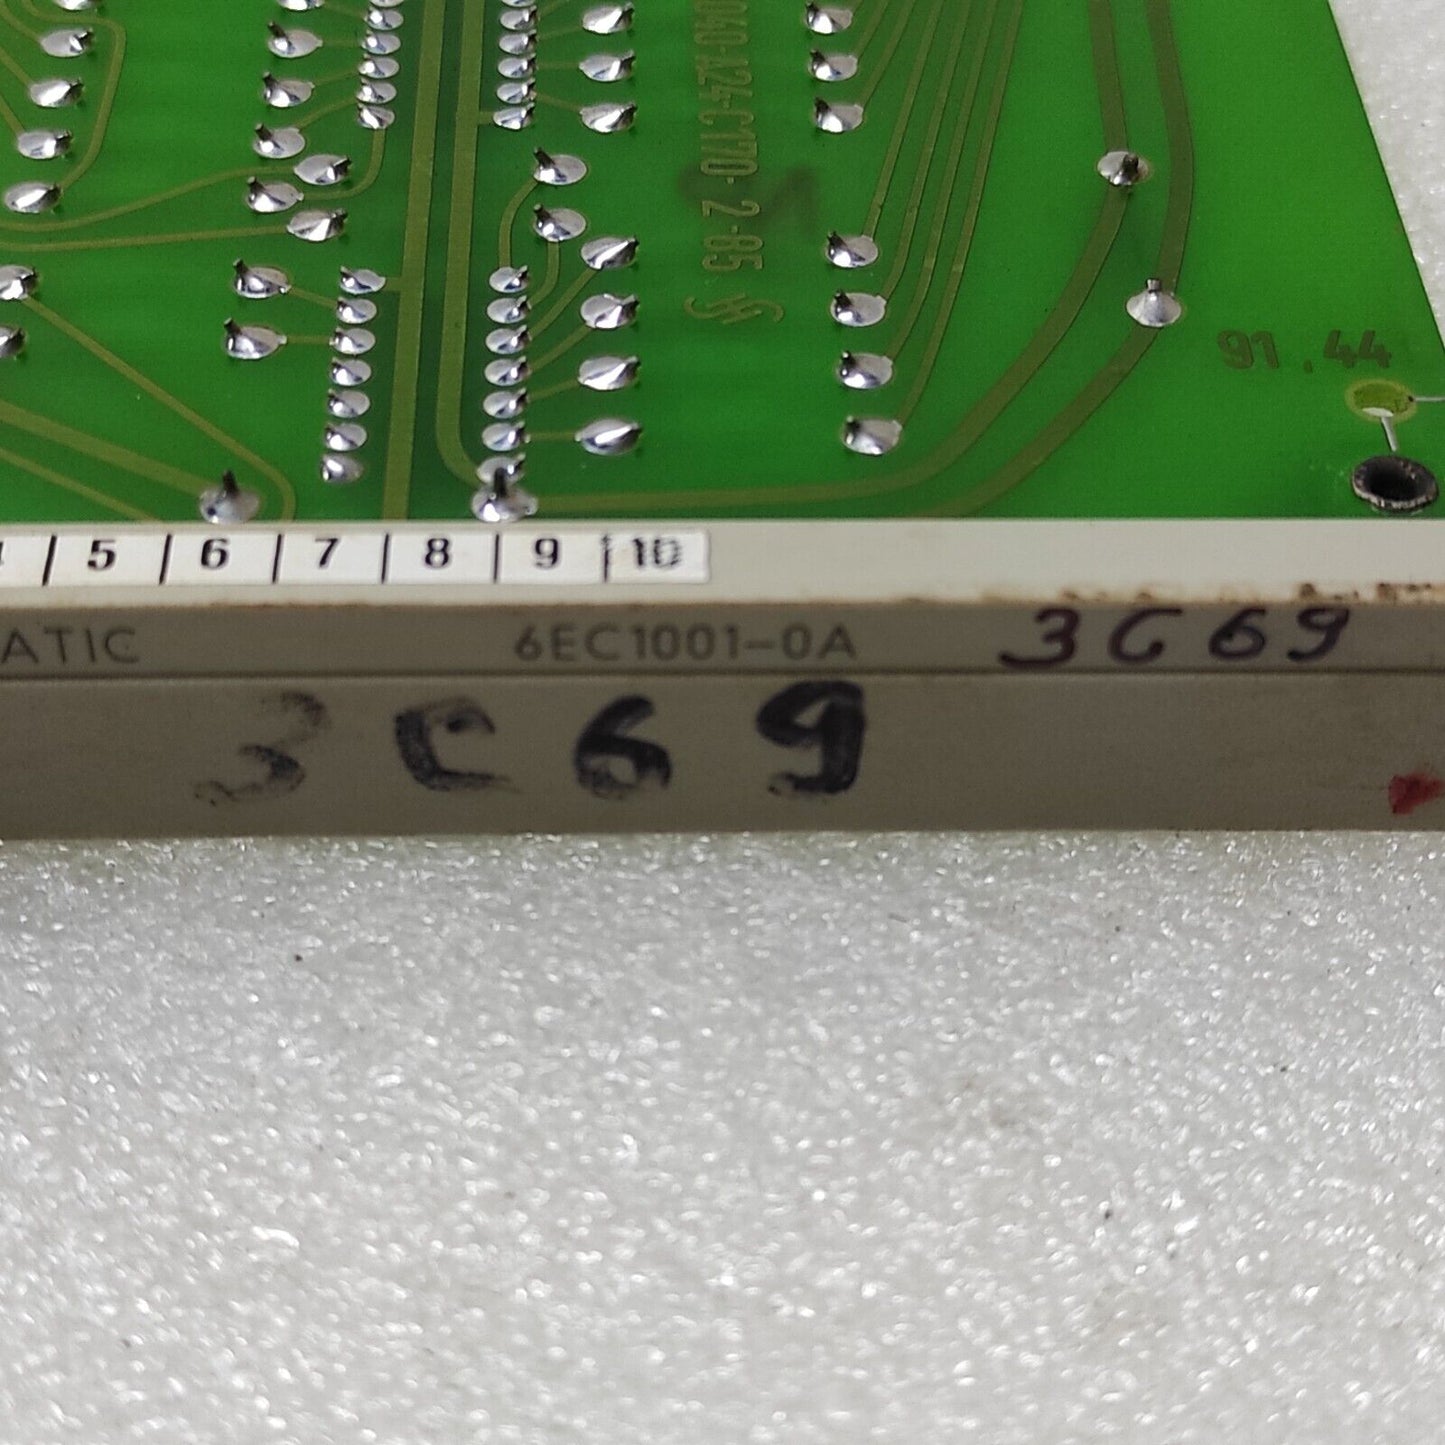 040-A24-C170- 2 -85
91.44
5 6 7 8 9 10
ATIC 6EC1001-0A 3C69
3C69